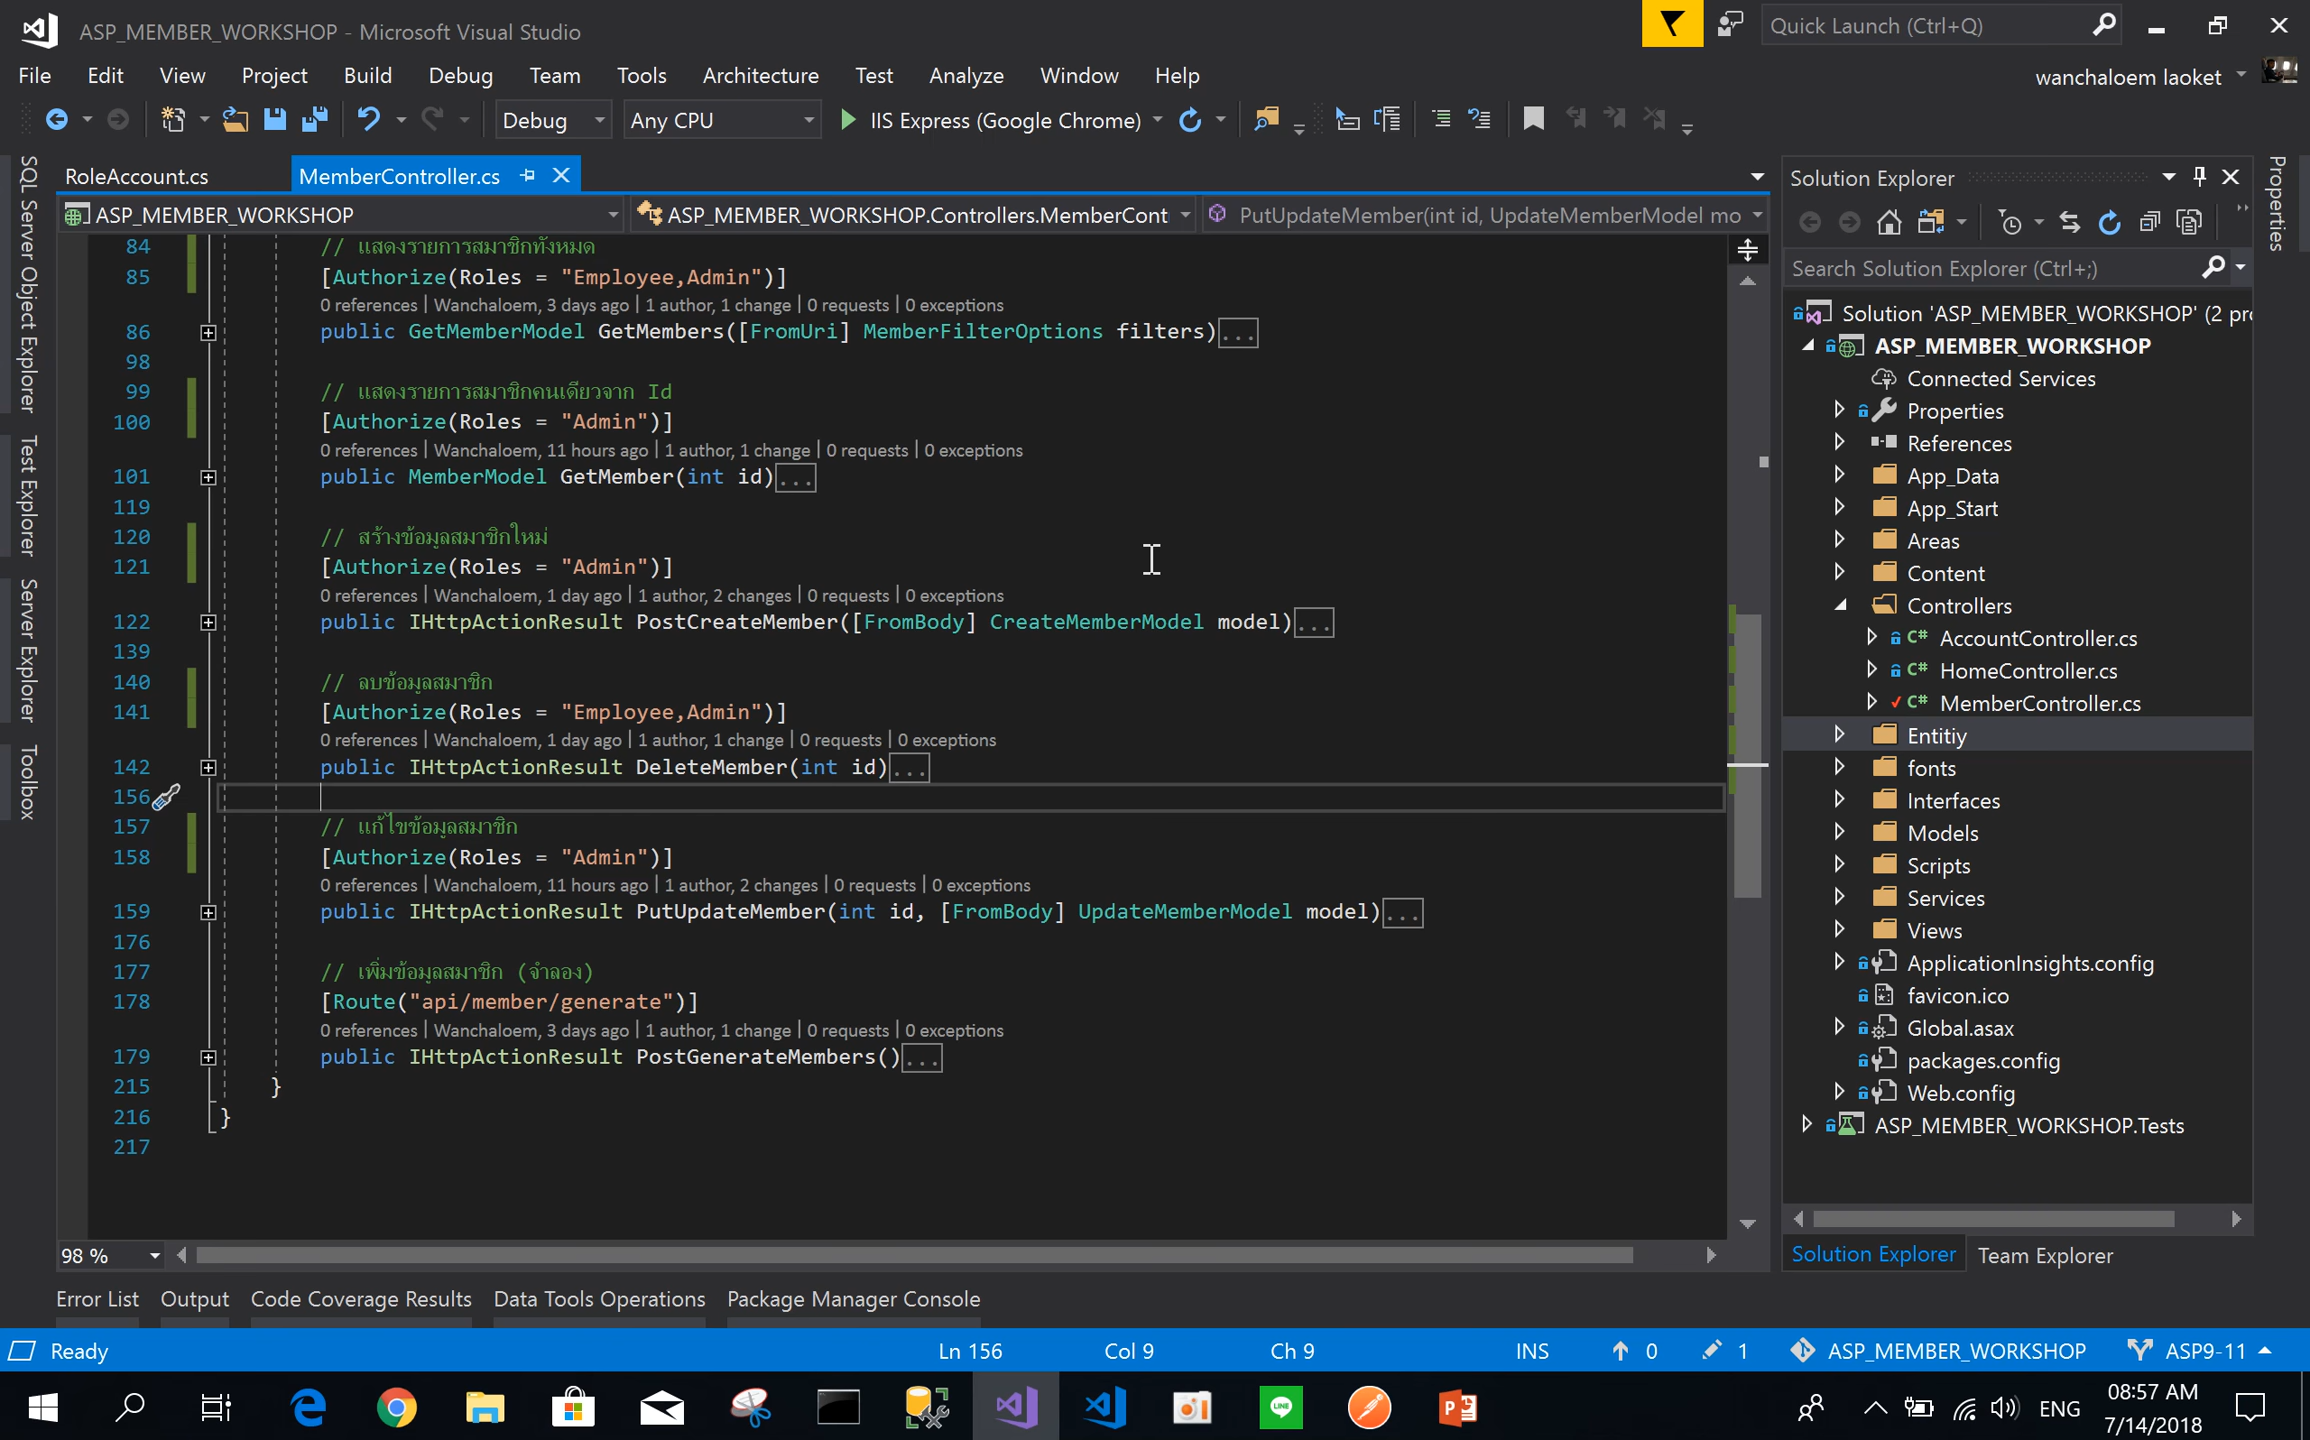 ASP_MEMBER_WORKSHOP - Microsoft Visual Studio
Quick Launch (Ctrl+Q)
File Edit View Project Build Debug Team Tools Architecture Test Analyze Window Help
wanchaloem laoket
Debug Any CPU IIS Express (Google Chrome)
RoleAccount.cs MemberController.cs
ASP_MEMBER_WORKSHOP ASP_MEMBER_WORKSHOP.Controllers.MemberCont PutUpdateMember(int id, UpdateMemberModel mo
SQL Server Object Explorer
Test Explorer
Server Explorer
Toolbox
84 // แสดงรายการสมาชิกทั้งหมด
85 [Authorize(Roles = "Employee,Admin")]
0 references | Wanchaloem, 3 days ago | 1 author, 1 change | 0 requests | 0 exceptions
86 public GetMemberModel GetMembers([FromUri] MemberFilterOptions filters)...
98
99 // แสดงรายการสมาชิกคนเดียวจาก Id
100 [Authorize(Roles = "Admin")]
0 references | Wanchaloem, 11 hours ago | 1 author, 1 change | 0 requests | 0 exceptions
101 public MemberModel GetMember(int id)...
119
120 // สร้างข้อมูลสมาชิกใหม่
121 [Authorize(Roles = "Admin")]
0 references | Wanchaloem, 1 day ago | 1 author, 2 changes | 0 requests | 0 exceptions
122 public IHttpActionResult PostCreateMember([FromBody] CreateMemberModel model)...
139
140 // ลบข้อมูลสมาชิก
141 [Authorize(Roles = "Employee,Admin")]
0 references | Wanchaloem, 1 day ago | 1 author, 1 change | 0 requests | 0 exceptions
142 public IHttpActionResult DeleteMember(int id)...
156
157 // แก้ไขข้อมูลสมาชิก
158 [Authorize(Roles = "Admin")]
0 references | Wanchaloem, 11 hours ago | 1 author, 2 changes | 0 requests | 0 exceptions
159 public IHttpActionResult PutUpdateMember(int id, [FromBody] UpdateMemberModel model)...
176
177 // เพิ่มข้อมูลสมาชิก (จำลอง)
178 [Route("api/member/generate")]
0 references | Wanchaloem, 3 days ago | 1 author, 1 change | 0 requests | 0 exceptions
179 public IHttpActionResult PostGenerateMembers()...
215 }
216 }
217
98 %
Solution Explorer
Search Solution Explorer (Ctrl+;)
Solution 'ASP_MEMBER_WORKSHOP' (2 pro
ASP_MEMBER_WORKSHOP
Connected Services
Properties
References
App_Data
App_Start
Areas
Content
Controllers
C# AccountController.cs
C# HomeController.cs
C# MemberController.cs
Entitiy
fonts
Interfaces
Models
Scripts
Services
Views
ApplicationInsights.config
favicon.ico
Global.asax
packages.config
Web.config
ASP_MEMBER_WORKSHOP.Tests
Solution Explorer Team Explorer
Properties
Error List Output Code Coverage Results Data Tools Operations Package Manager Console
Ready Ln 156 Col 9 Ch 9 INS 0 1 ASP_MEMBER_WORKSHOP ASP9-11
LINE
ENG
08:57 AM
7/14/2018